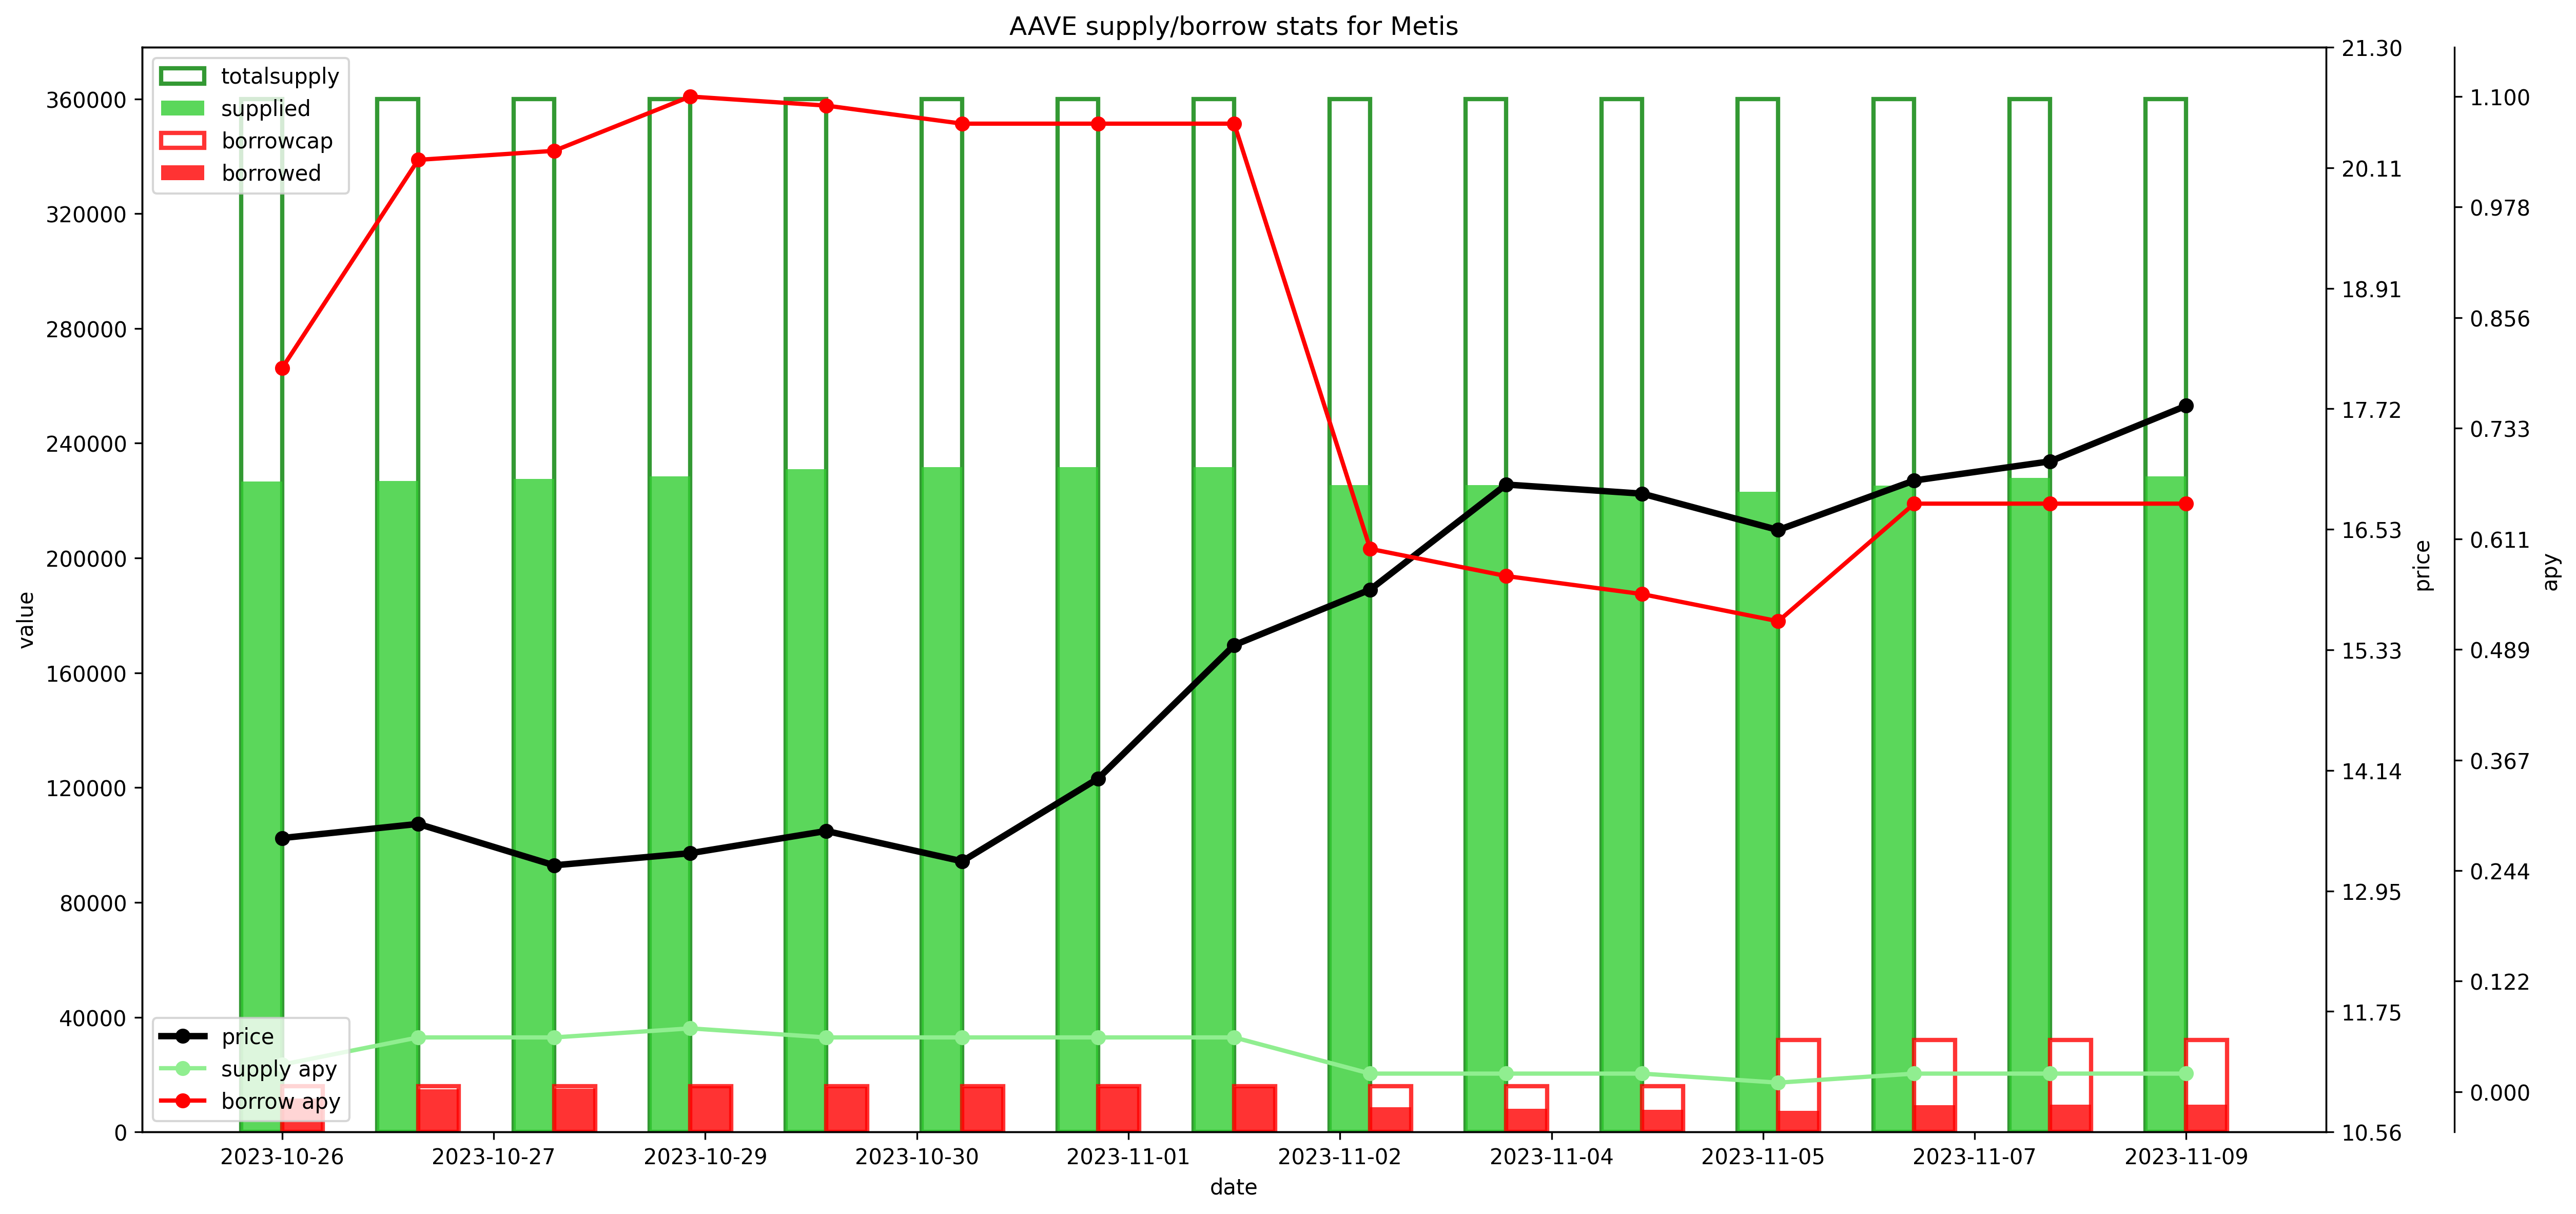 AAVE supply/borrow stats for Metis
totalsupply
supplied
borrowcap
borrowed
price
supply apy
borrow apy
value
360000
320000
280000
240000
200000
160000
120000
80000
40000
0
21.30
20.11
18.91
17.72
16.53
15.33
14.14
12.95
11.75
10.56
price
1.100
0.978
0.856
0.733
0.611
0.489
0.367
0.244
0.122
0.000
apy
2023-10-26 2023-10-27 2023-10-29 2023-10-30 2023-11-01 2023-11-02 2023-11-04 2023-11-05 2023-11-07 2023-11-09
date